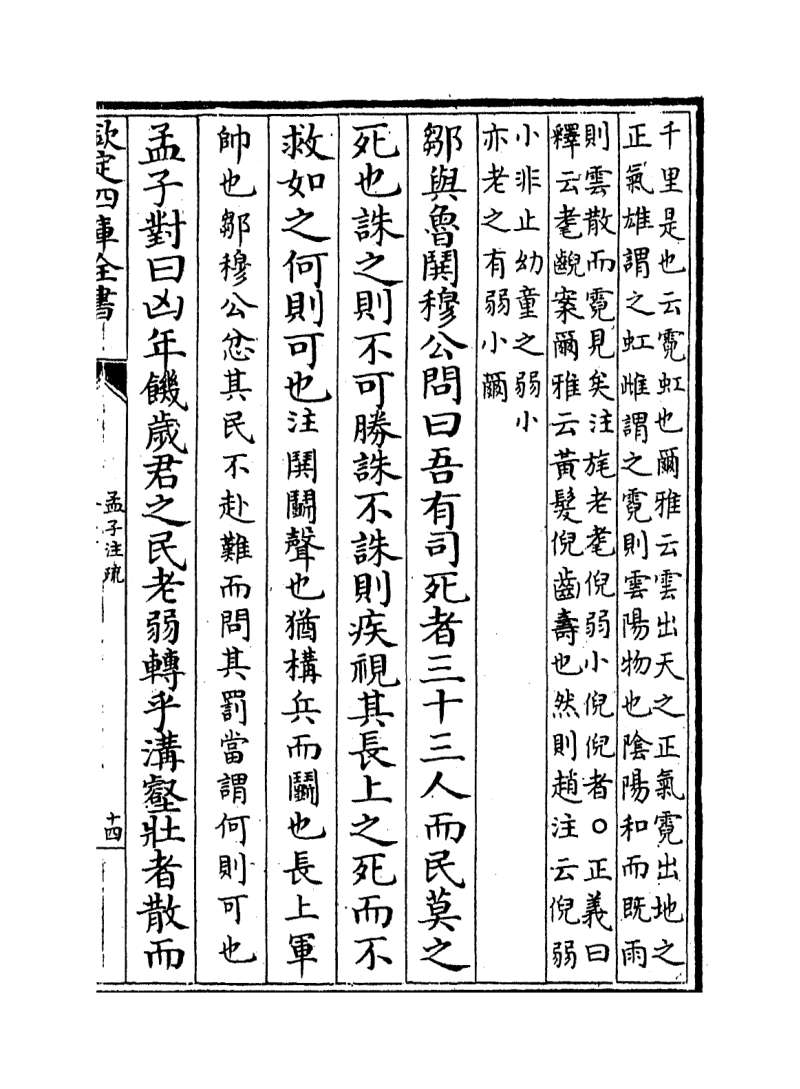 千里是也云霓虹也爾雅云雲出天之正氣霓出地之
正氣雄謂之虹雌謂之霓則雲陽物也陰陽和而既雨
則雲散而霓見矣注旄老耄倪弱小倪倪者○正義曰
釋云耄齯案爾雅云黃髮倪齒壽也然則趙注云倪弱
小非止幼童之弱小
亦老之有弱小爾
鄒與魯鬨穆公問曰吾有司死者三十三人而民莫之
死也誅之則不可勝誅不誅則疾視其長上之死而不
救如之何則可也注鬨鬬聲也猶構兵而鬬也長上軍
帥也鄒穆公忿其民不赴難而問其罰當謂何則可也
孟子對曰凶年饑歲君之民老弱轉乎溝壑壯者散而
欽定四庫全書
孟子注疏
十四